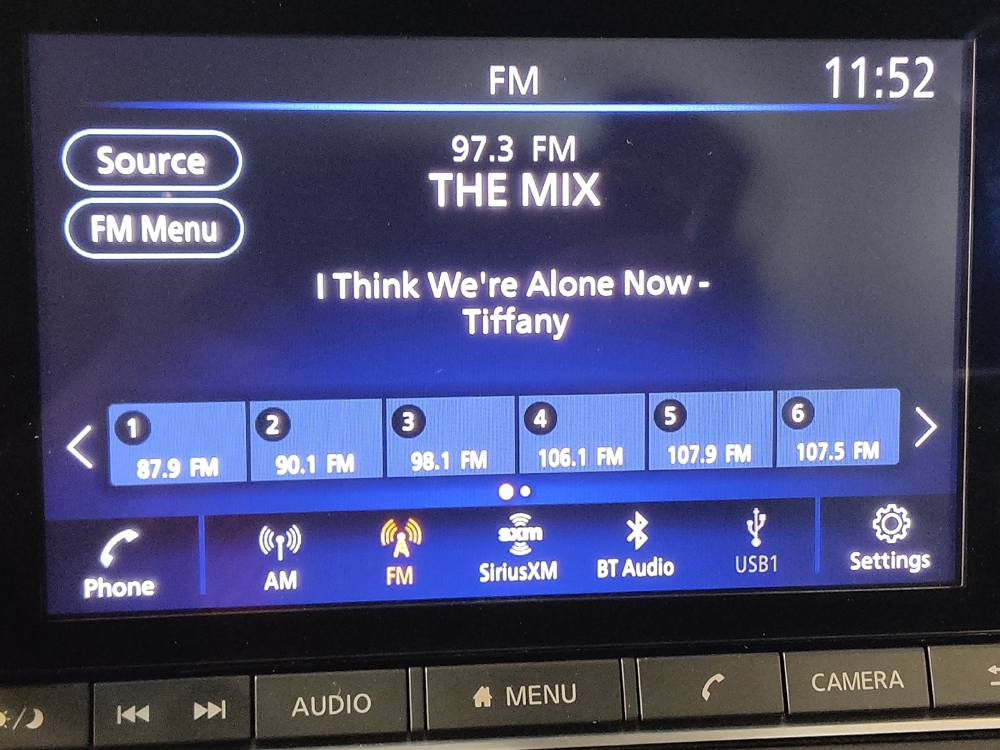 FM
11:52
Source
97.3 FM
THE MIX
FM Menu
I Think We're Alone Now -
Tiffany
1
2
3
4
5
6
87.9 FM
90.1 FM
98.1 FM
106.1 FM
107.9 FM
107.5 FM
Phone
AM
FM
sxm
SiriusXM
BT Audio
USB1
Settings
AUDIO
MENU
CAMERA